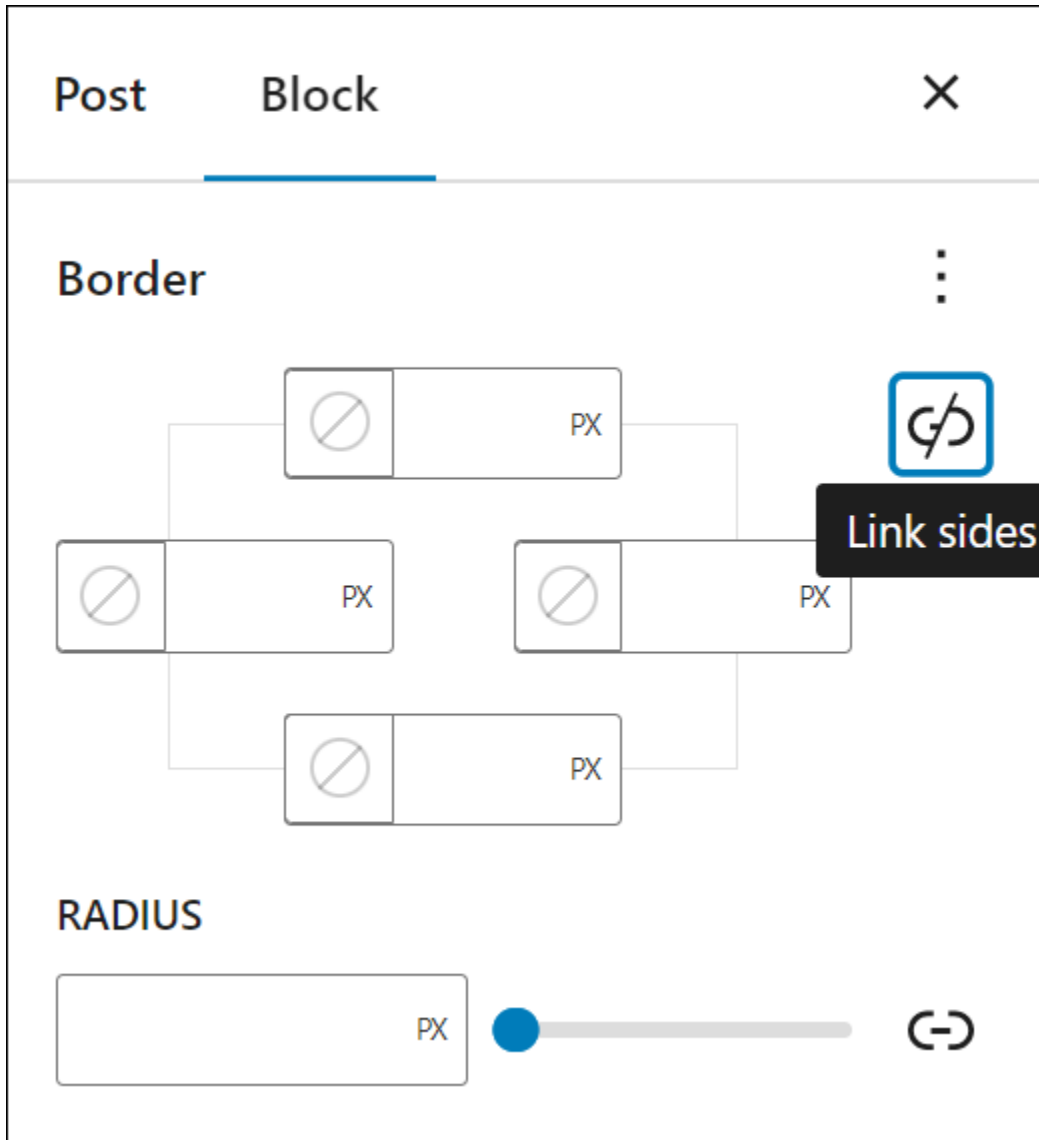 Post Block
Border
PX
Link sides
PX PX
PX
RADIUS
PX